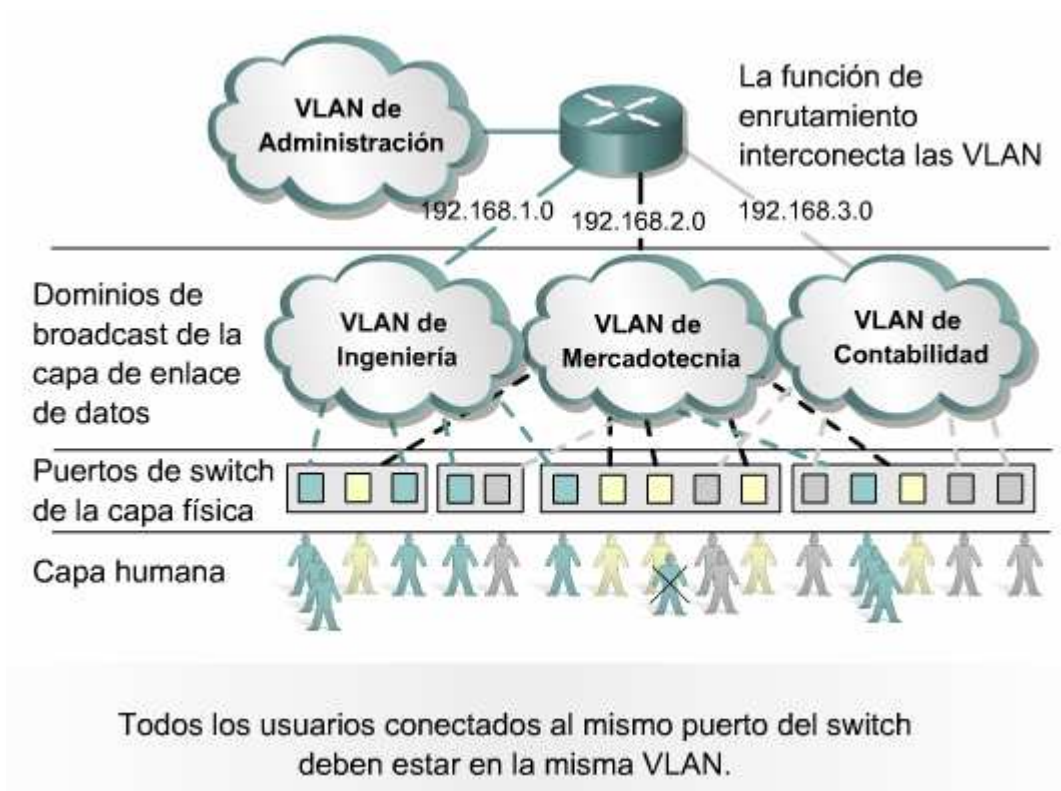 VLAN de
Administración
La función de
enrutamiento
interconecta las VLAN
192.168.1.0
192.168.2.0
192.168.3.0
Dominios de
broadcast de la
capa de enlace
de datos
VLAN de
Ingeniería
VLAN de
Mercadotecnia
VLAN de
Contabilidad
Puertos de switch
de la capa física
Capa humana
Todos los usuarios conectados al mismo puerto del switch
deben estar en la misma VLAN.